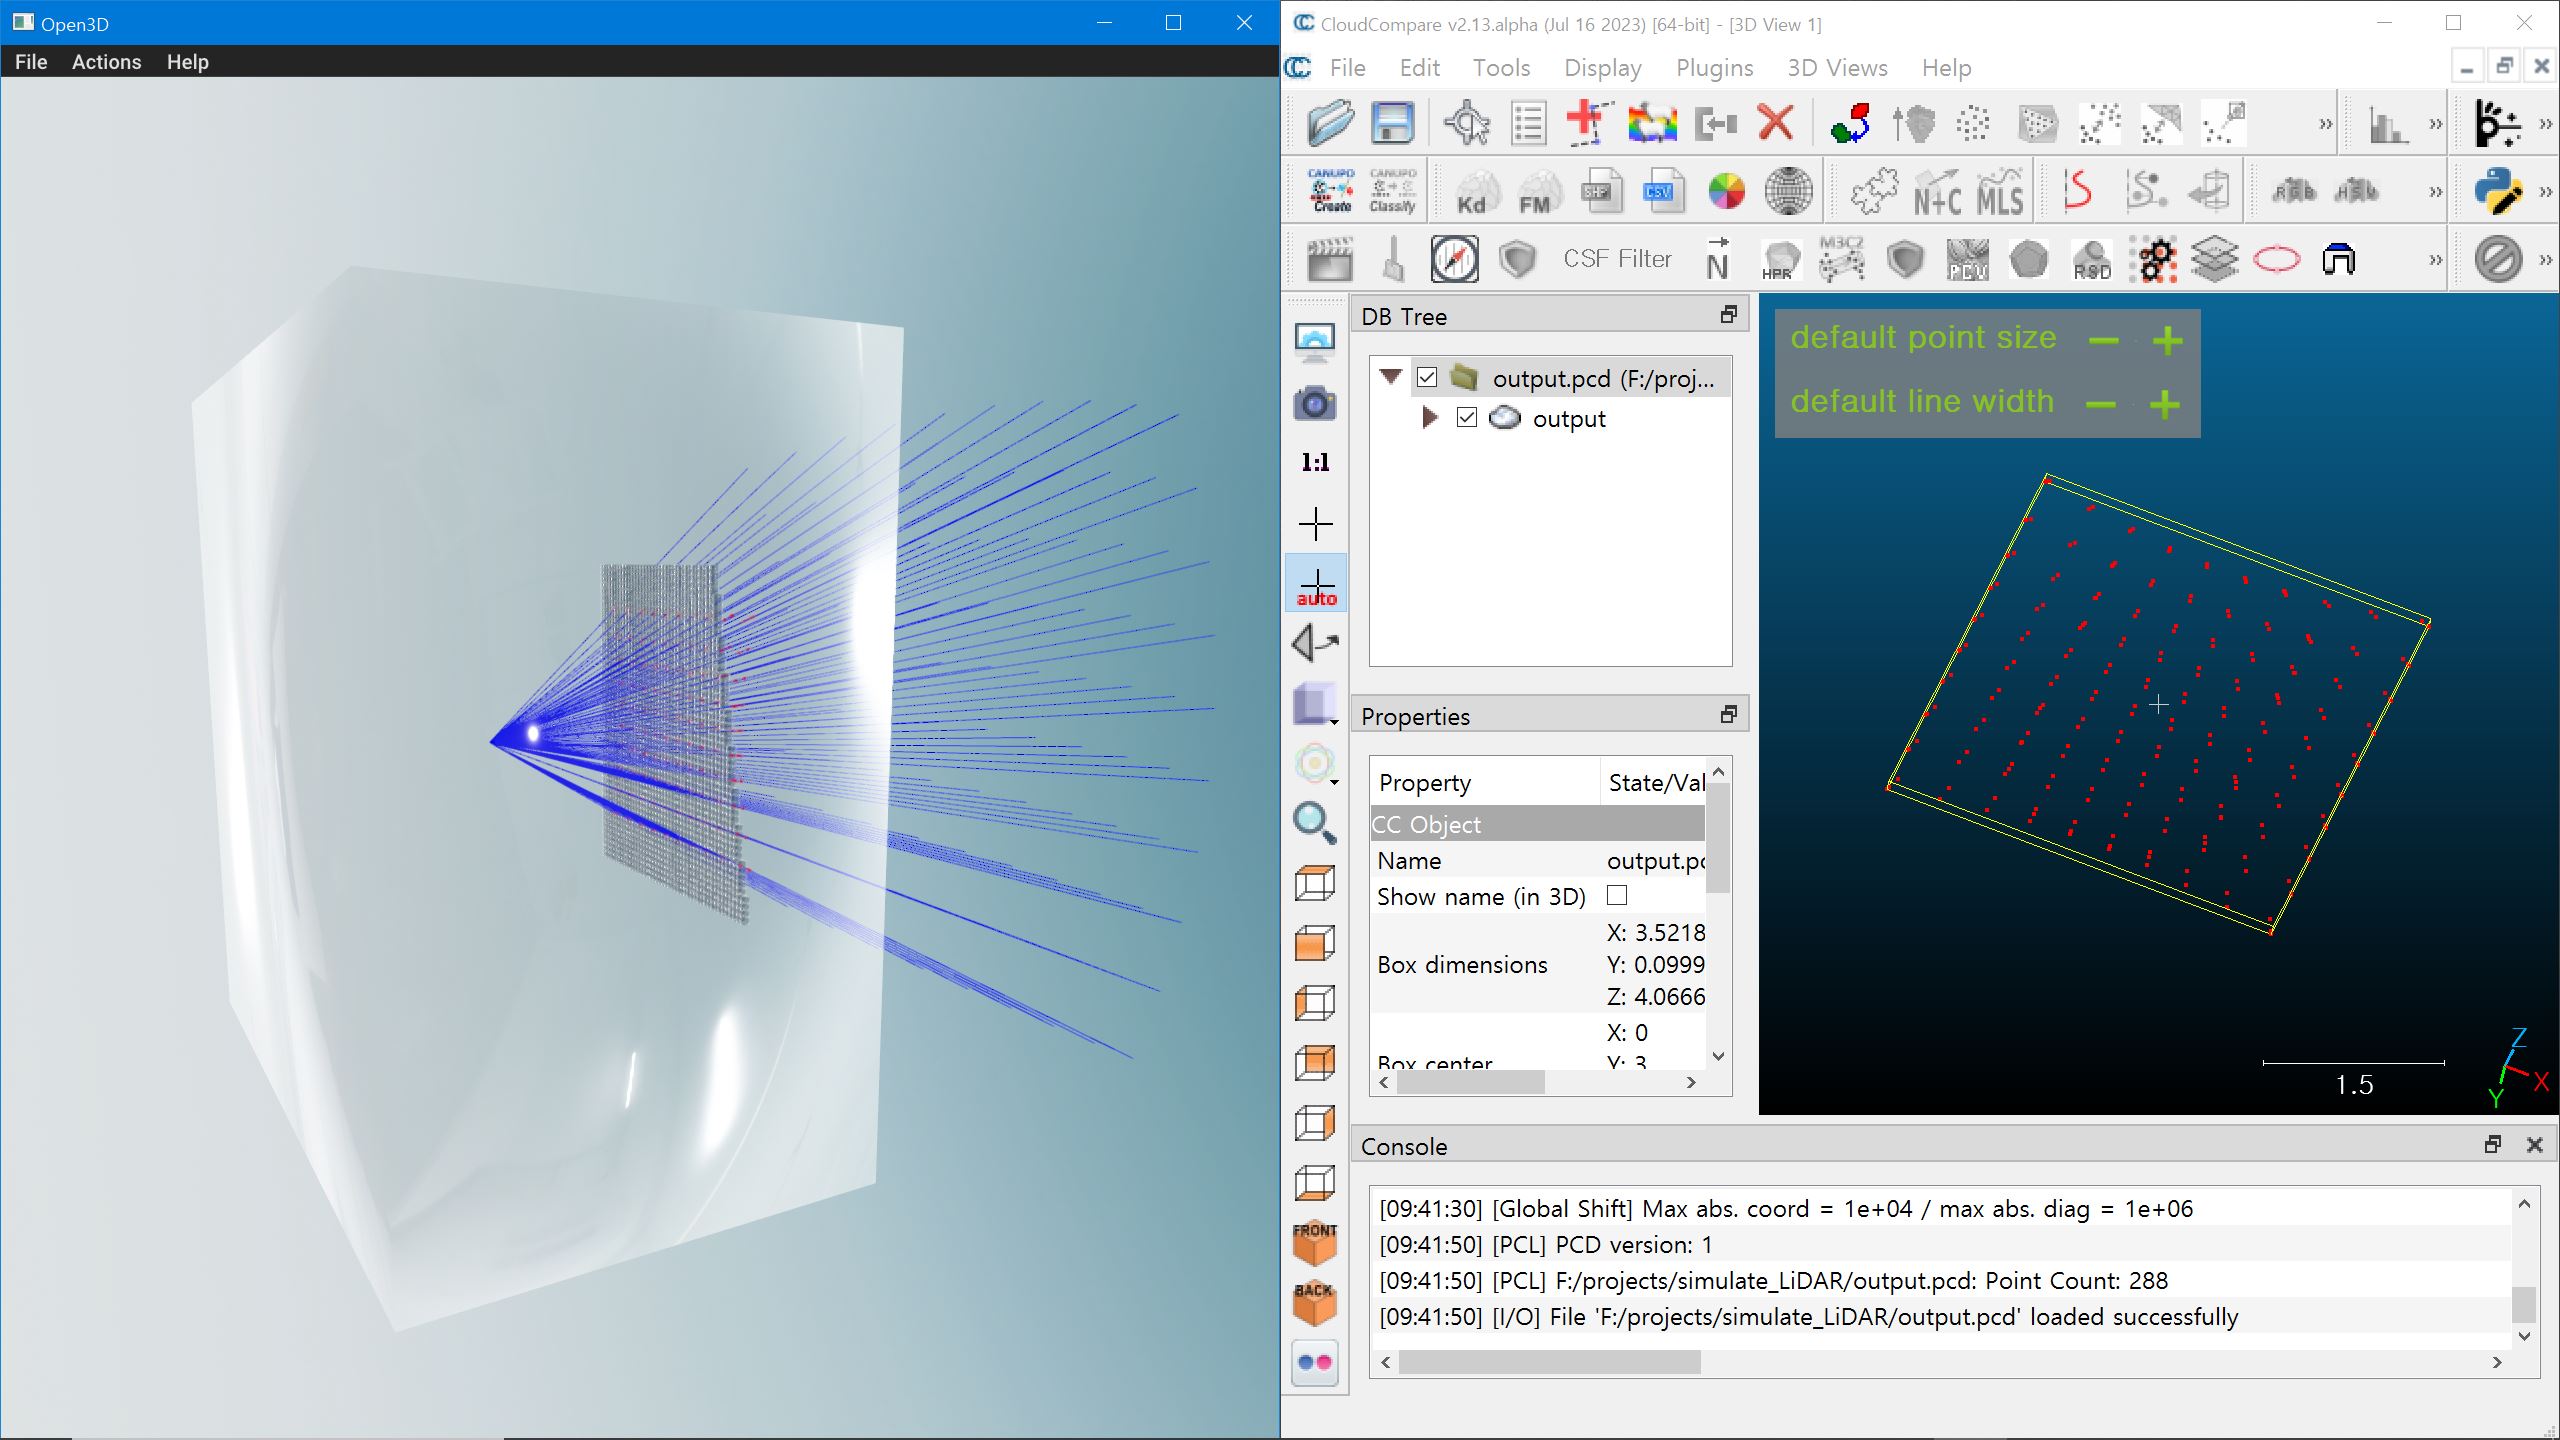 Open3D
File Actions Help
CloudCompare v2.13.alpha (Jul 16 2023) [64-bit] - [3D View 1]
File Edit Tools Display Plugins 3D Views Help
CANUPO Create
CANUPO Classify
Kd
FM
SHP
CSV
N+C
MLS
RGB
HSV
CSF Filter
N
HPR
M3C2
PCV
RSD
1:1
auto
FRONT
BACK
DB Tree
output.pcd (F:/proj...
output
Properties
Property State/Val
CC Object
Name output.pc
Show name (in 3D)
Box dimensions
X: 3.5218
Y: 0.0999
Z: 4.0666
Box center
X: 0
Y: 3
default point size
default line width
1.5
Z
X
Y
Console
[09:41:30] [Global Shift] Max abs. coord = 1e+04 / max abs. diag = 1e+06
[09:41:50] [PCL] PCD version: 1
[09:41:50] [PCL] F:/projects/simulate_LiDAR/output.pcd: Point Count: 288
[09:41:50] [I/O] File 'F:/projects/simulate_LiDAR/output.pcd' loaded successfully